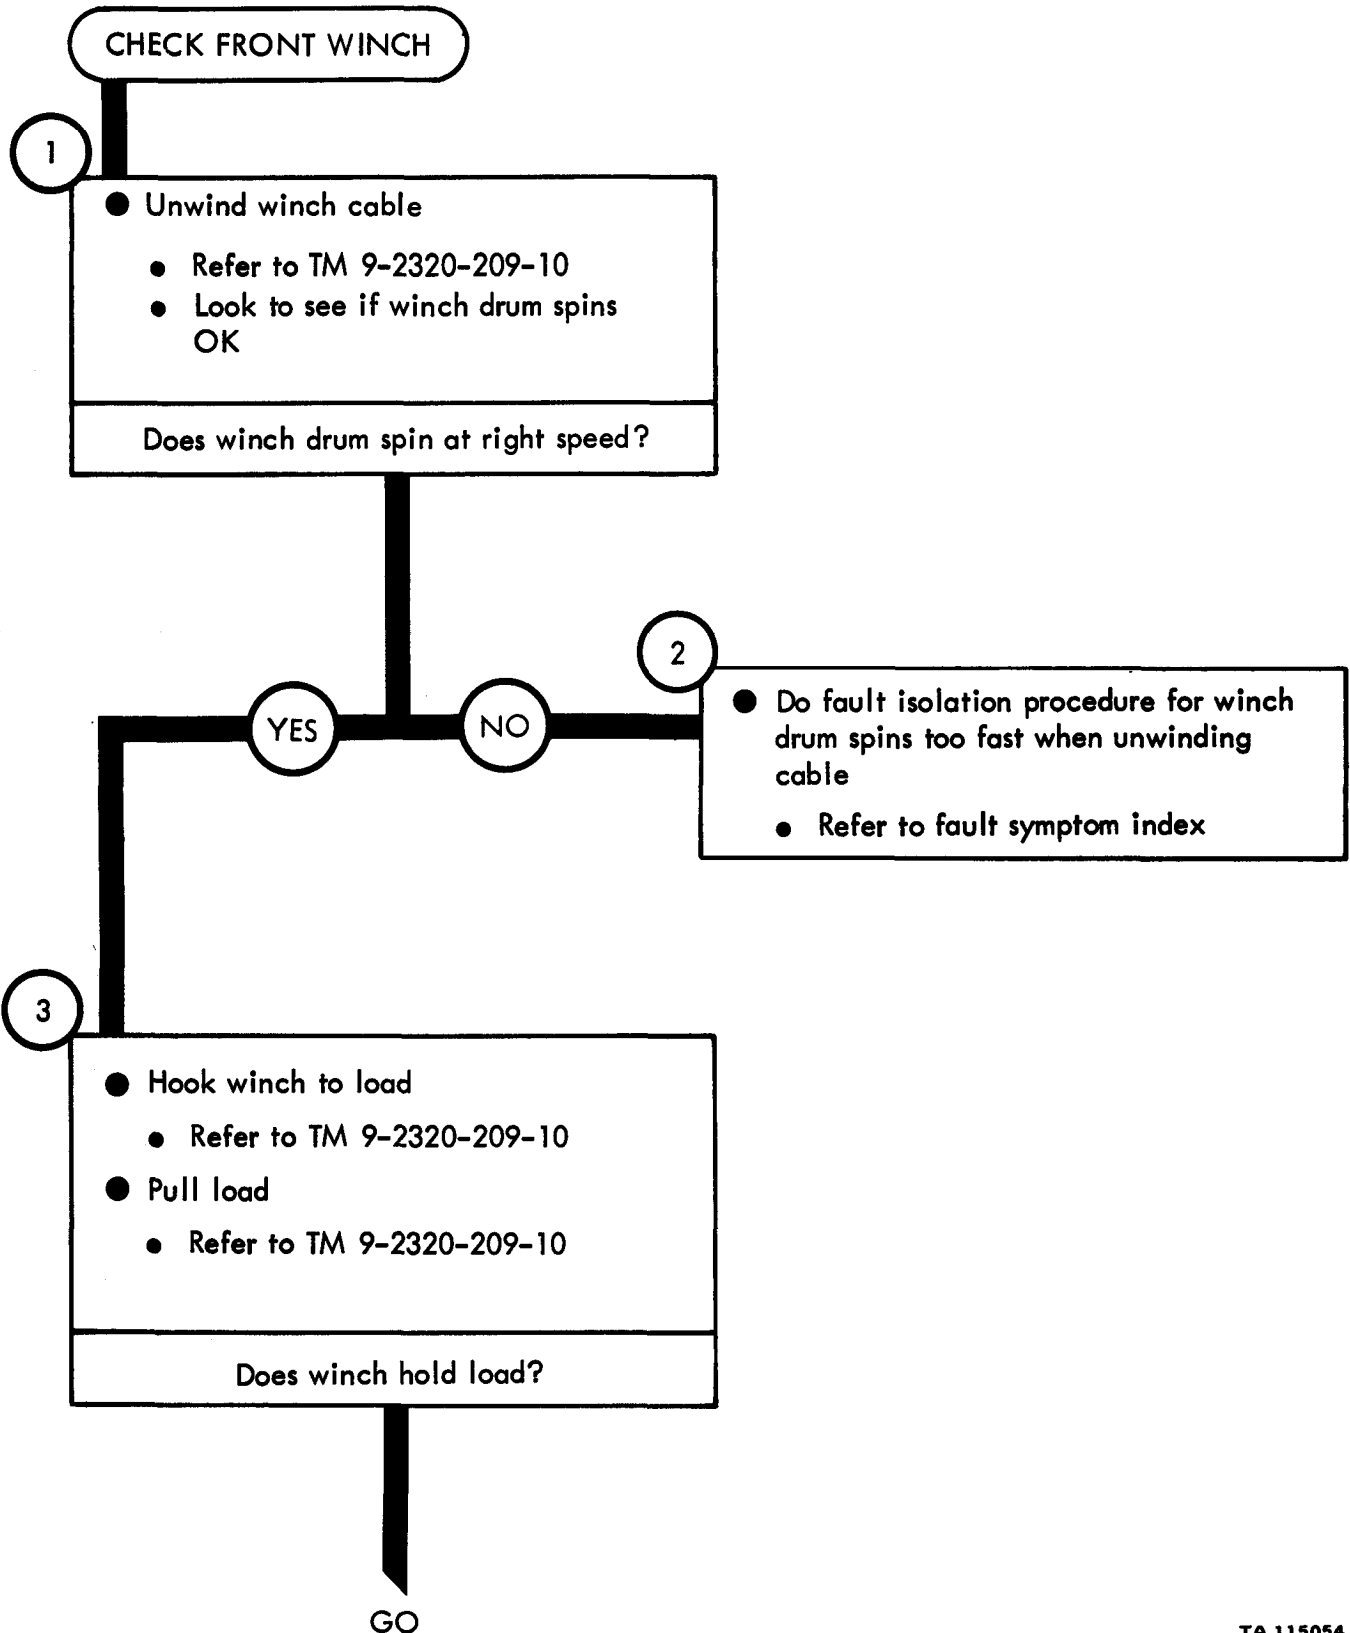 CHECK FRONT WINCH
1
● Unwind winch cable
● Refer to TM 9-2320-209-10
● Look to see if winch drum spins
OK
Does winch drum spin at right speed?
YES
NO
2
● Do fault isolation procedure for winch
drum spins too fast when unwinding
cable
● Refer to fault symptom index
3
● Hook winch to load
● Refer to TM 9-2320-209-10
● Pull load
● Refer to TM 9-2320-209-10
Does winch hold load?
GO
TA 115054